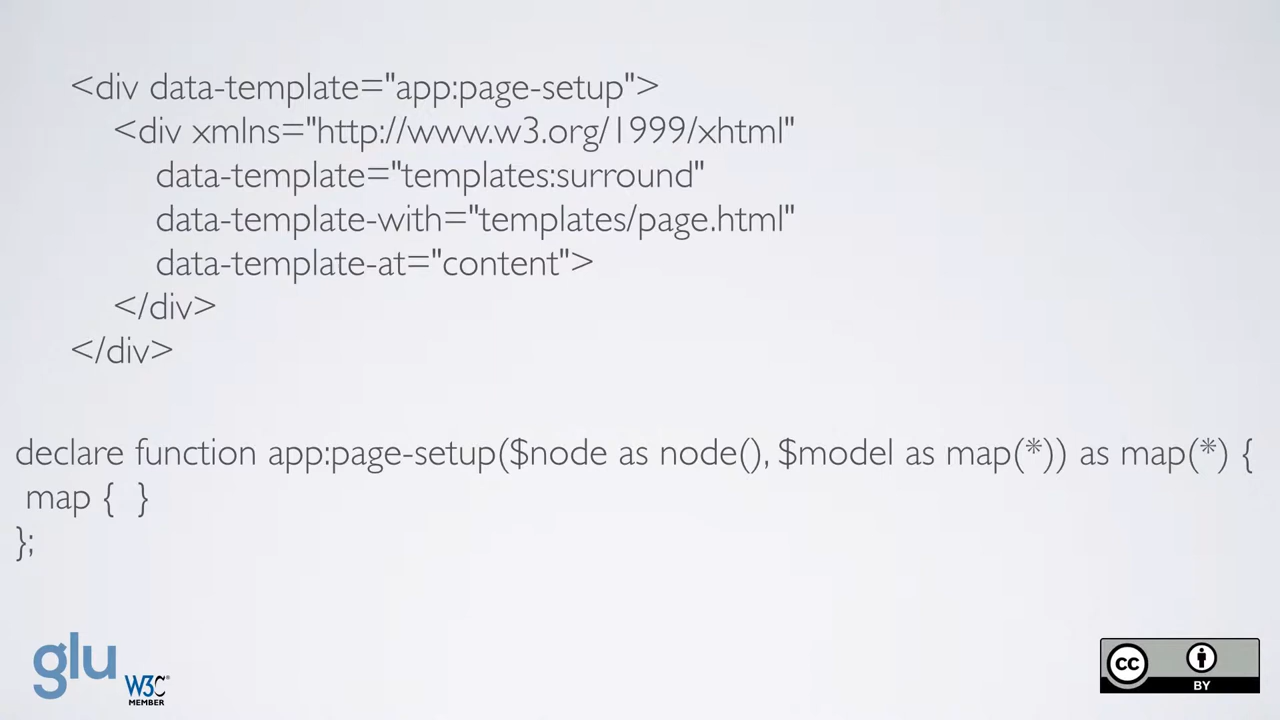 <div data-template="app:page-setup">
<div xmlns="http://www.w3.org/1999/xhtml"
data-template="templates:surround"
data-template-with="templates/page.html"
data-template-at="content">
</div>
</div>
declare function app:page-setup($node as node(), $model as map(*)) as map(*) {
map { }
};
glu
W3C®
MEMBER
cc
BY